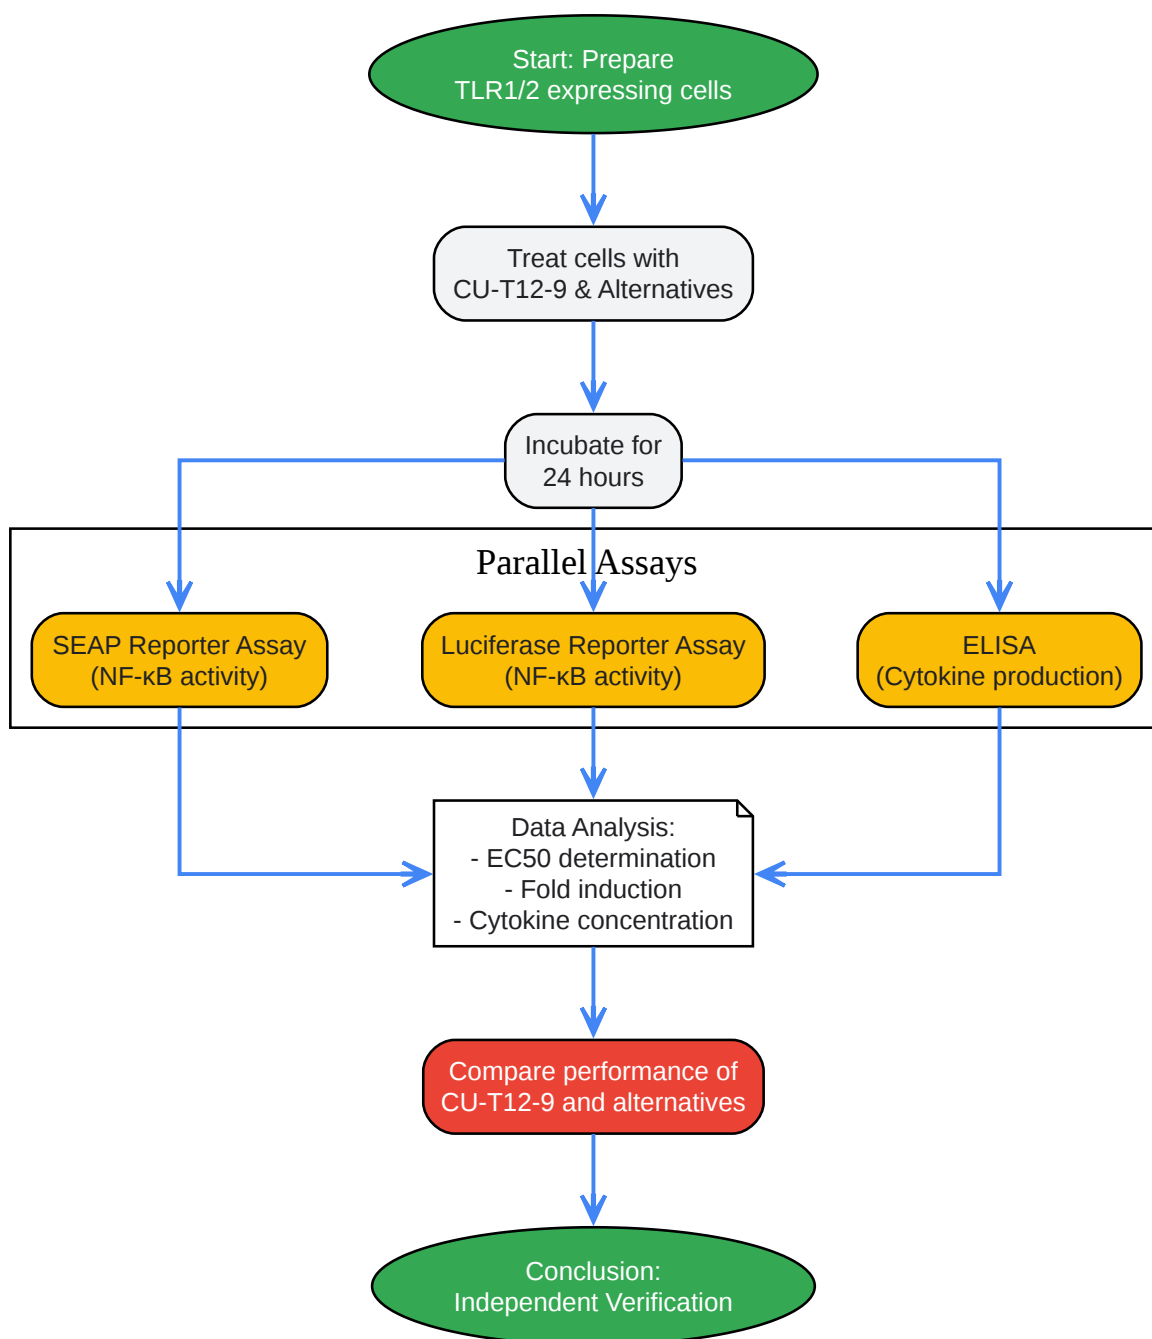 Start: Prepare
TLR1/2 expressing cells
Treat cells with
CU-T12-9 & Alternatives
Incubate for
24 hours
Parallel Assays
SEAP Reporter Assay
(NF-κB activity)
Luciferase Reporter Assay
(NF-κB activity)
ELISA
(Cytokine production)
Data Analysis:
- EC50 determination
- Fold induction
- Cytokine concentration
Compare performance of
CU-T12-9 and alternatives
Conclusion:
Independent Verification